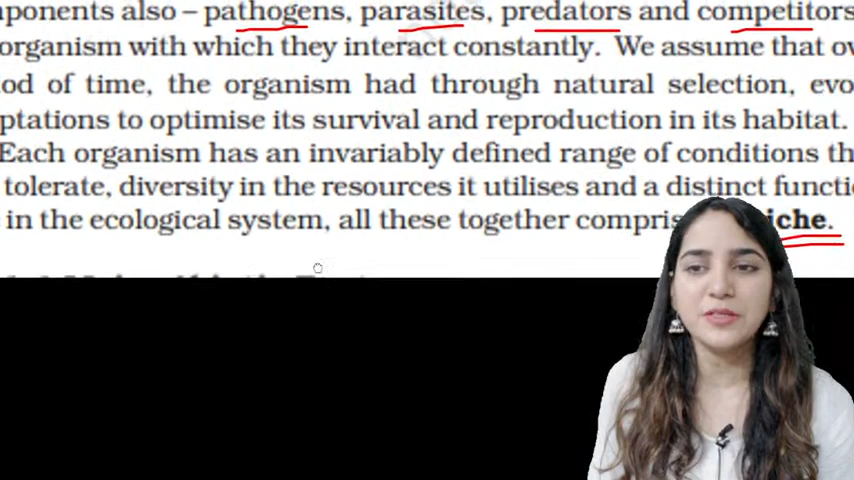 ponents also – pathogens, parasites, predators and competitors
organism with which they interact constantly. We assume that ov
od of time, the organism had through natural selection, evo
ptations to optimise its survival and reproduction in its habitat.
Each organism has an invariably defined range of conditions th
tolerate, diversity in the resources it utilises and a distinct functi
in the ecological system, all these together compris iche.